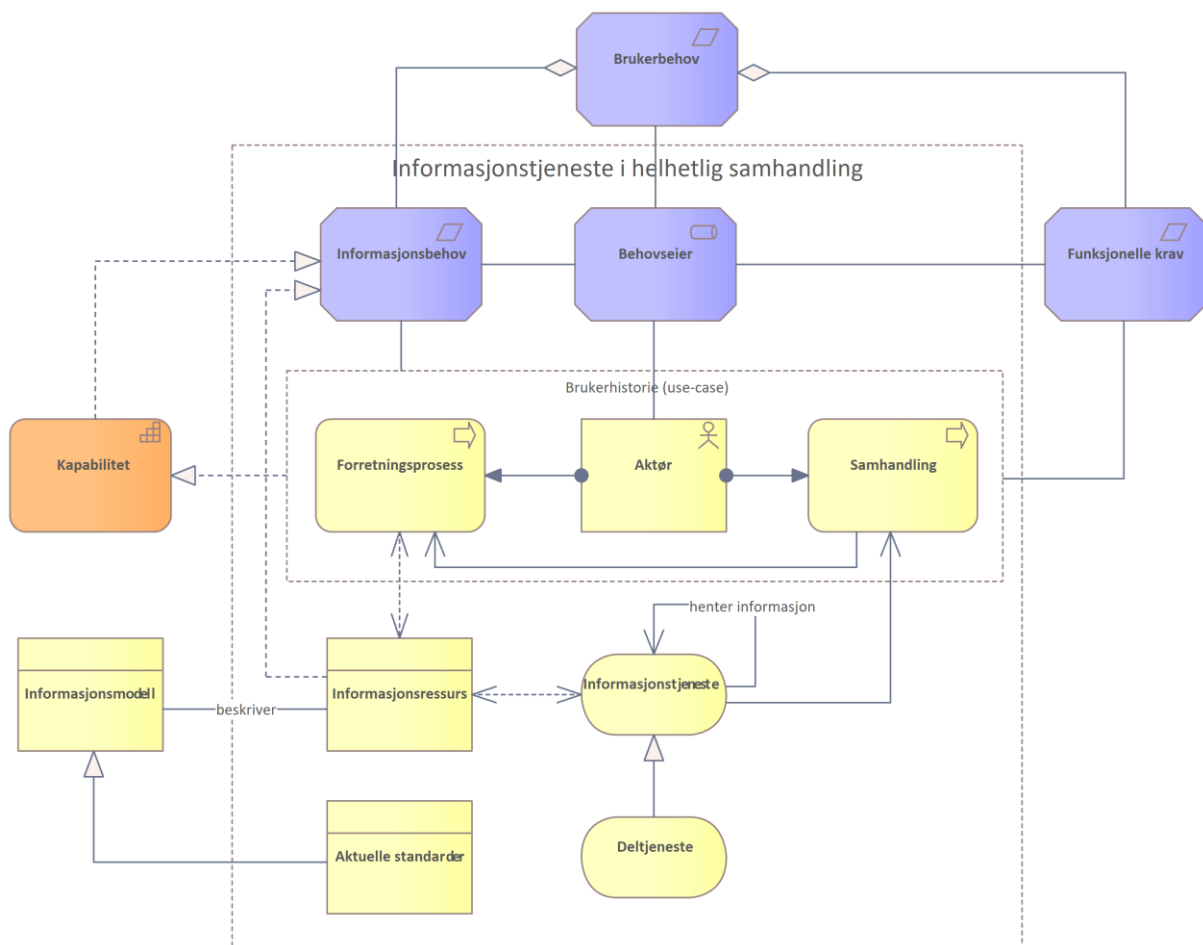 Brukerbehov
Informasjonstjeneste i helhetlig samhandling
Informasjonsbehov
Behovseier
Funksjonelle krav
Brukerhistorie (use-case)
Kapabilitet
Forretningsprosess
Aktør
Samhandling
henter informasjon
Informasjonsmodell
beskriver
Informasjonsressurs
Informasjonstjeneste
Aktuelle standarder
Deltjeneste